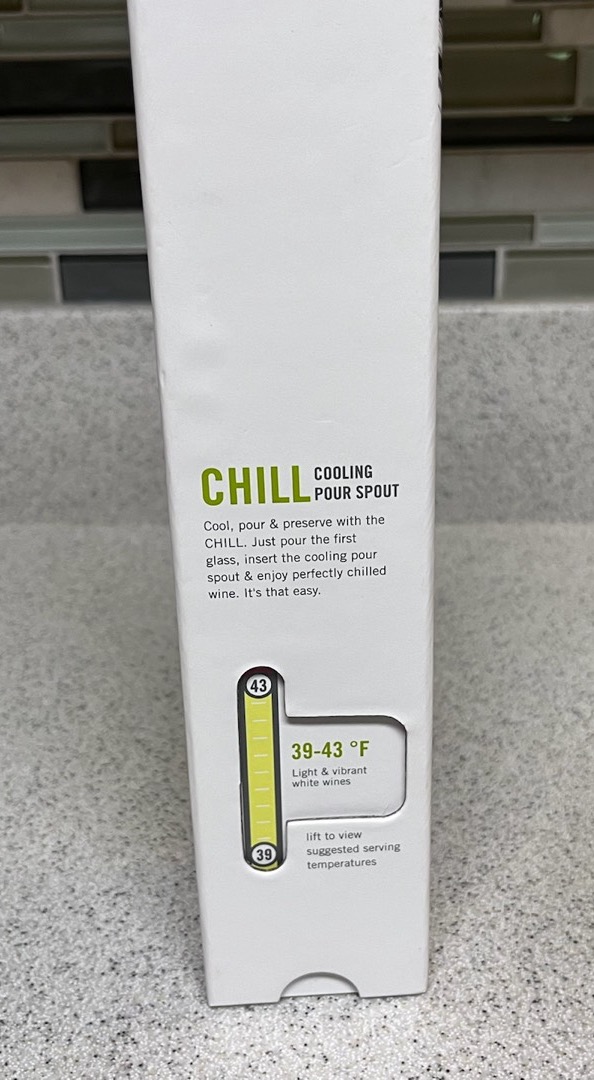 CHILL COOLING
POUR SPOUT
Cool, pour & preserve with the
CHILL. Just pour the first
glass, insert the cooling pour
spout & enjoy perfectly chilled
wine. It's that easy.
43
39-43 °F
Light & vibrant
white wines
39
lift to view
suggested serving
temperatures